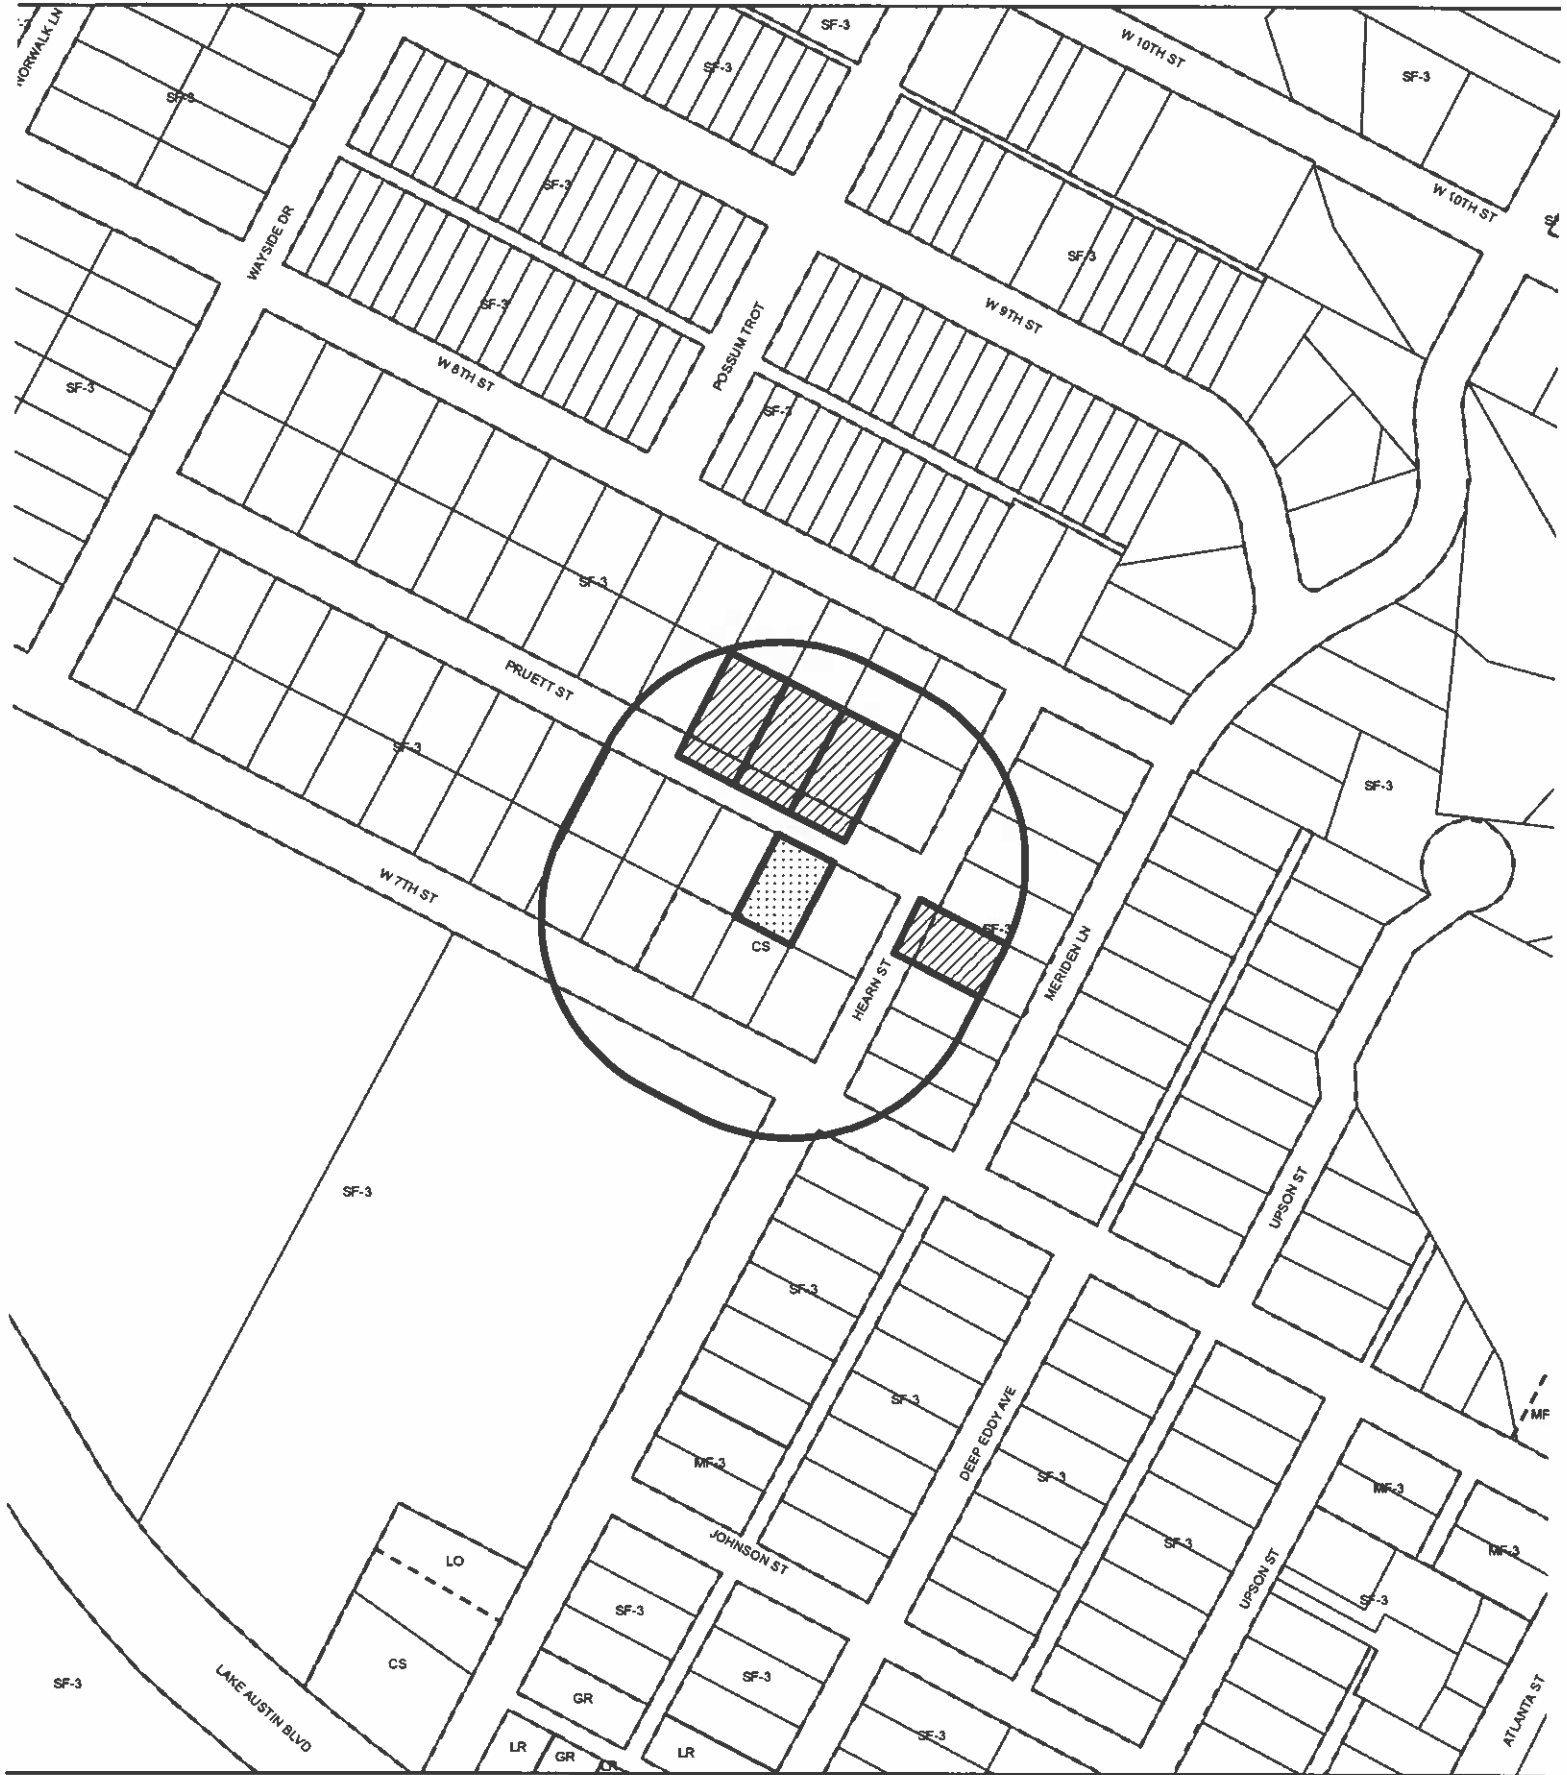 SF-3
W 10TH ST
NORWALK LN
SF-3
SF-3
SF-3
SF-3
W 10TH ST
WAYSIDE DR
SF-3
SF-3
W 9TH ST
POSSUM TROT
W 8TH ST
SF-3
SF-3
SF-3
PRUETT ST
SF-3
SF-3
W 7TH ST
SF-3
CS
MERIDEN LN
HEARN ST
SF-3
UPSON ST
SF-3
SF-3
DEEP EDDY AVE
MF
MF-3
SF-3
MF-3
JOHNSON ST
SF-3
MF-3
LO
UPSON ST
SF-3
SF-3
CS
SF-3
SF-3
LAKE AUSTIN BLVD
GR
ATLANTA ST
SF-3
LR
GR
LR
LR